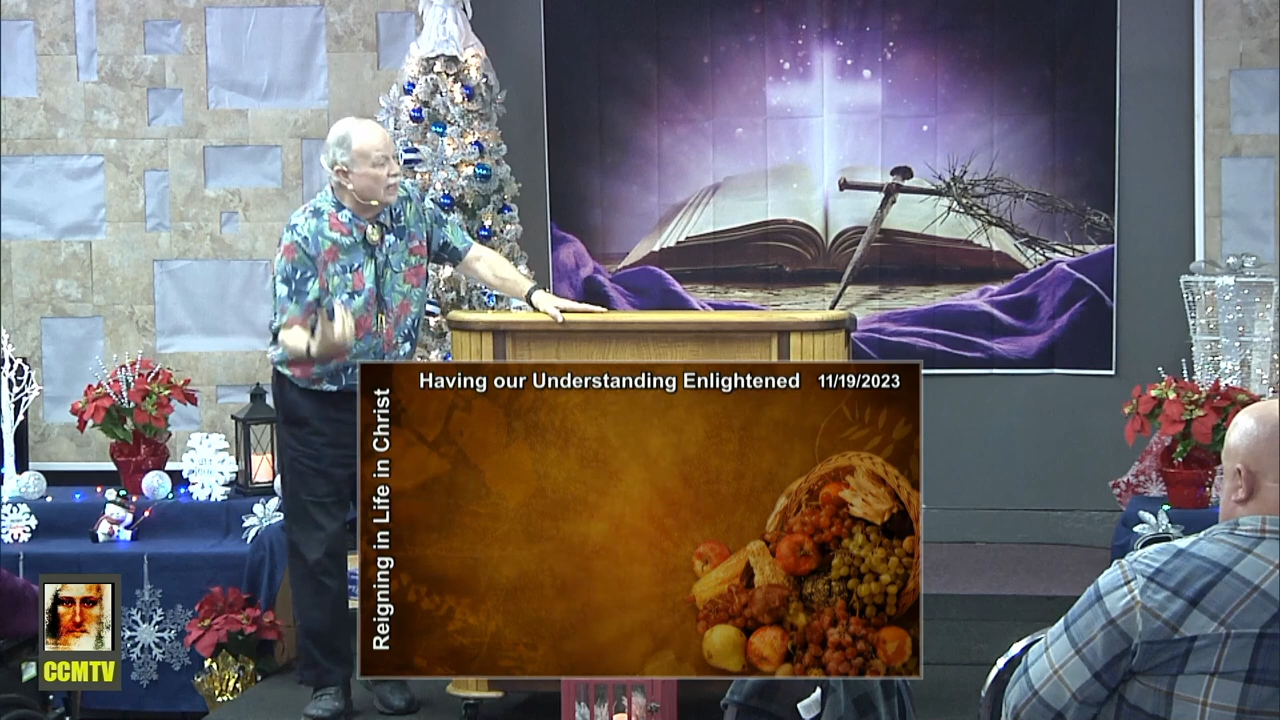 Having our Understanding Enlightened 11/19/2023
Reigning in Life in Christ
CCMTV